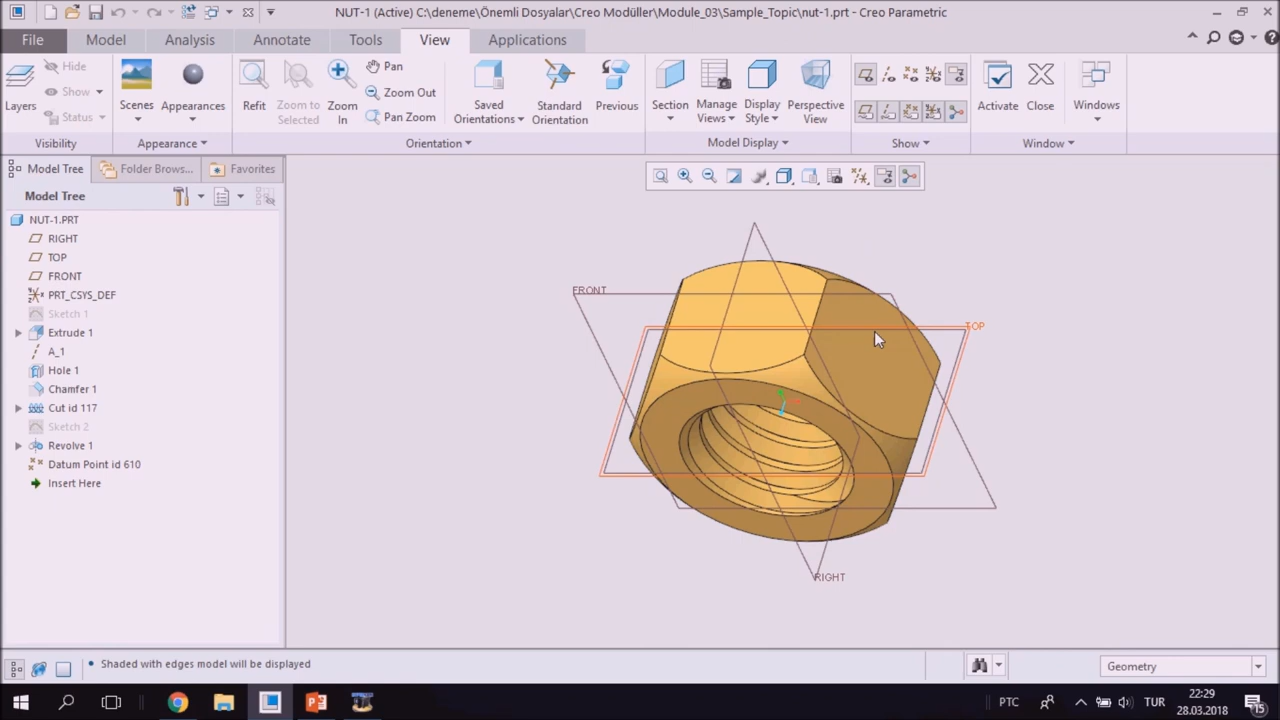 NUT-1 (Active) C:\deneme\Önemli Dosyalar\Creo Modüller\Module_03\Sample_Topic\nut-1.prt - Creo Parametric
File Model Analysis Annotate Tools View Applications
Layers
Hide
Show
Status
Visibility
Scenes
Appearances
Appearance
Refit
Zoom to Selected
Zoom In
Pan
Zoom Out
Pan Zoom
Saved Orientations
Standard Orientation
Previous
Orientation
Section
Manage Views
Display Style
Perspective View
Model Display
Show
Activate
Close
Windows
Window
Model Tree
Folder Brows...
Favorites
Model Tree
NUT-1.PRT
RIGHT
TOP
FRONT
PRT_CSYS_DEF
Sketch 1
Extrude 1
A_1
Hole 1
Chamfer 1
Cut id 117
Sketch 2
Revolve 1
Datum Point id 610
Insert Here
FRONT
TOP
RIGHT
Shaded with edges model will be displayed
Geometry
PTC
TUR
22:29
28.03.2018
15